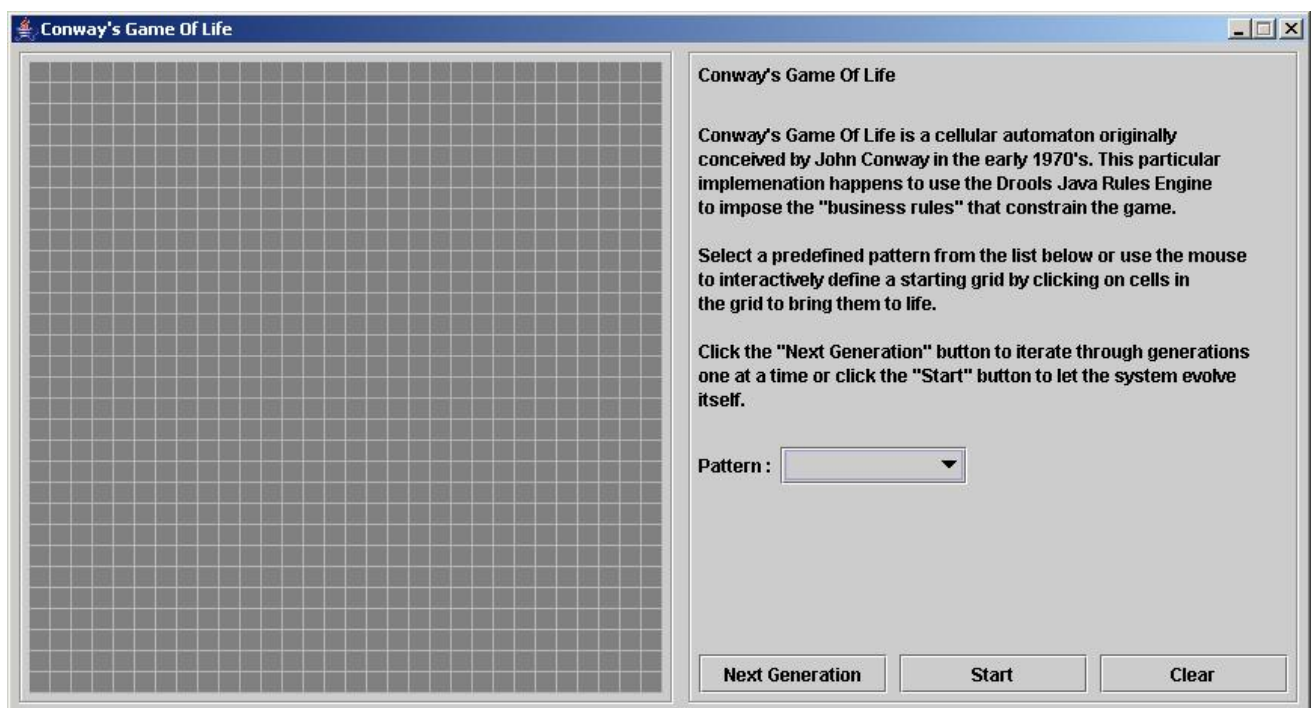 Conway's Game Of Life
Conway's Game Of Life
Conway's Game Of Life is a cellular automaton originally
conceived by John Conway in the early 1970's. This particular
implemenation happens to use the Drools Java Rules Engine
to impose the "business rules" that constrain the game.
Select a predefined pattern from the list below or use the mouse
to interactively define a starting grid by clicking on cells in
the grid to bring them to life.
Click the "Next Generation" button to iterate through generations
one at a time or click the "Start" button to let the system evolve
itself.
Pattern :
Next Generation Start Clear